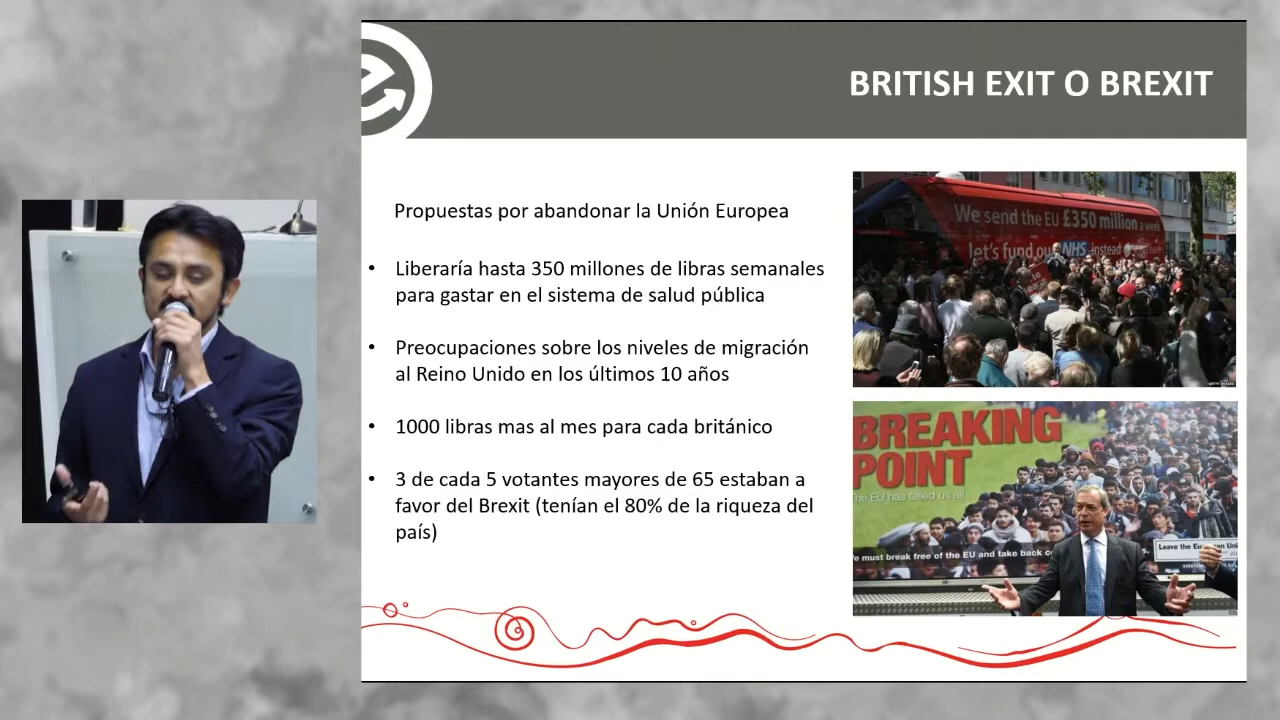 BRITISH EXIT O BREXIT
Propuestas por abandonar la Unión Europea
• Liberaría hasta 350 millones de libras semanales
para gastar en el sistema de salud pública
• Preocupaciones sobre los niveles de migración
al Reino Unido en los últimos 10 años
• 1000 libras mas al mes para cada británico
• 3 de cada 5 votantes mayores de 65 estaban a
favor del Brexit (tenían el 80% de la riqueza del
país)
We send the EU £350 million a week
let's fund our NHS instead
BREAKING
POINT
The EU has failed us all
e must break free of the EU and take back
Leave the European Uni